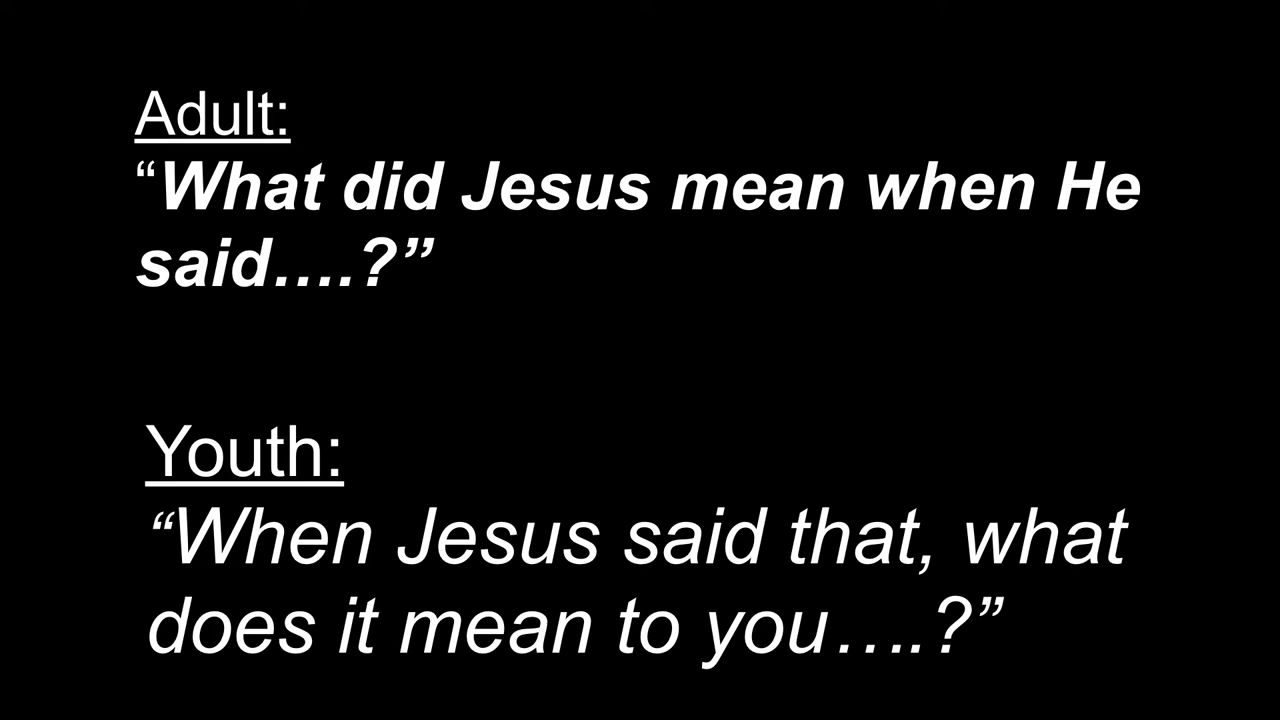 Adult:
“What did Jesus mean when He
said….?”
Youth:
“When Jesus said that, what
does it mean to you….?”